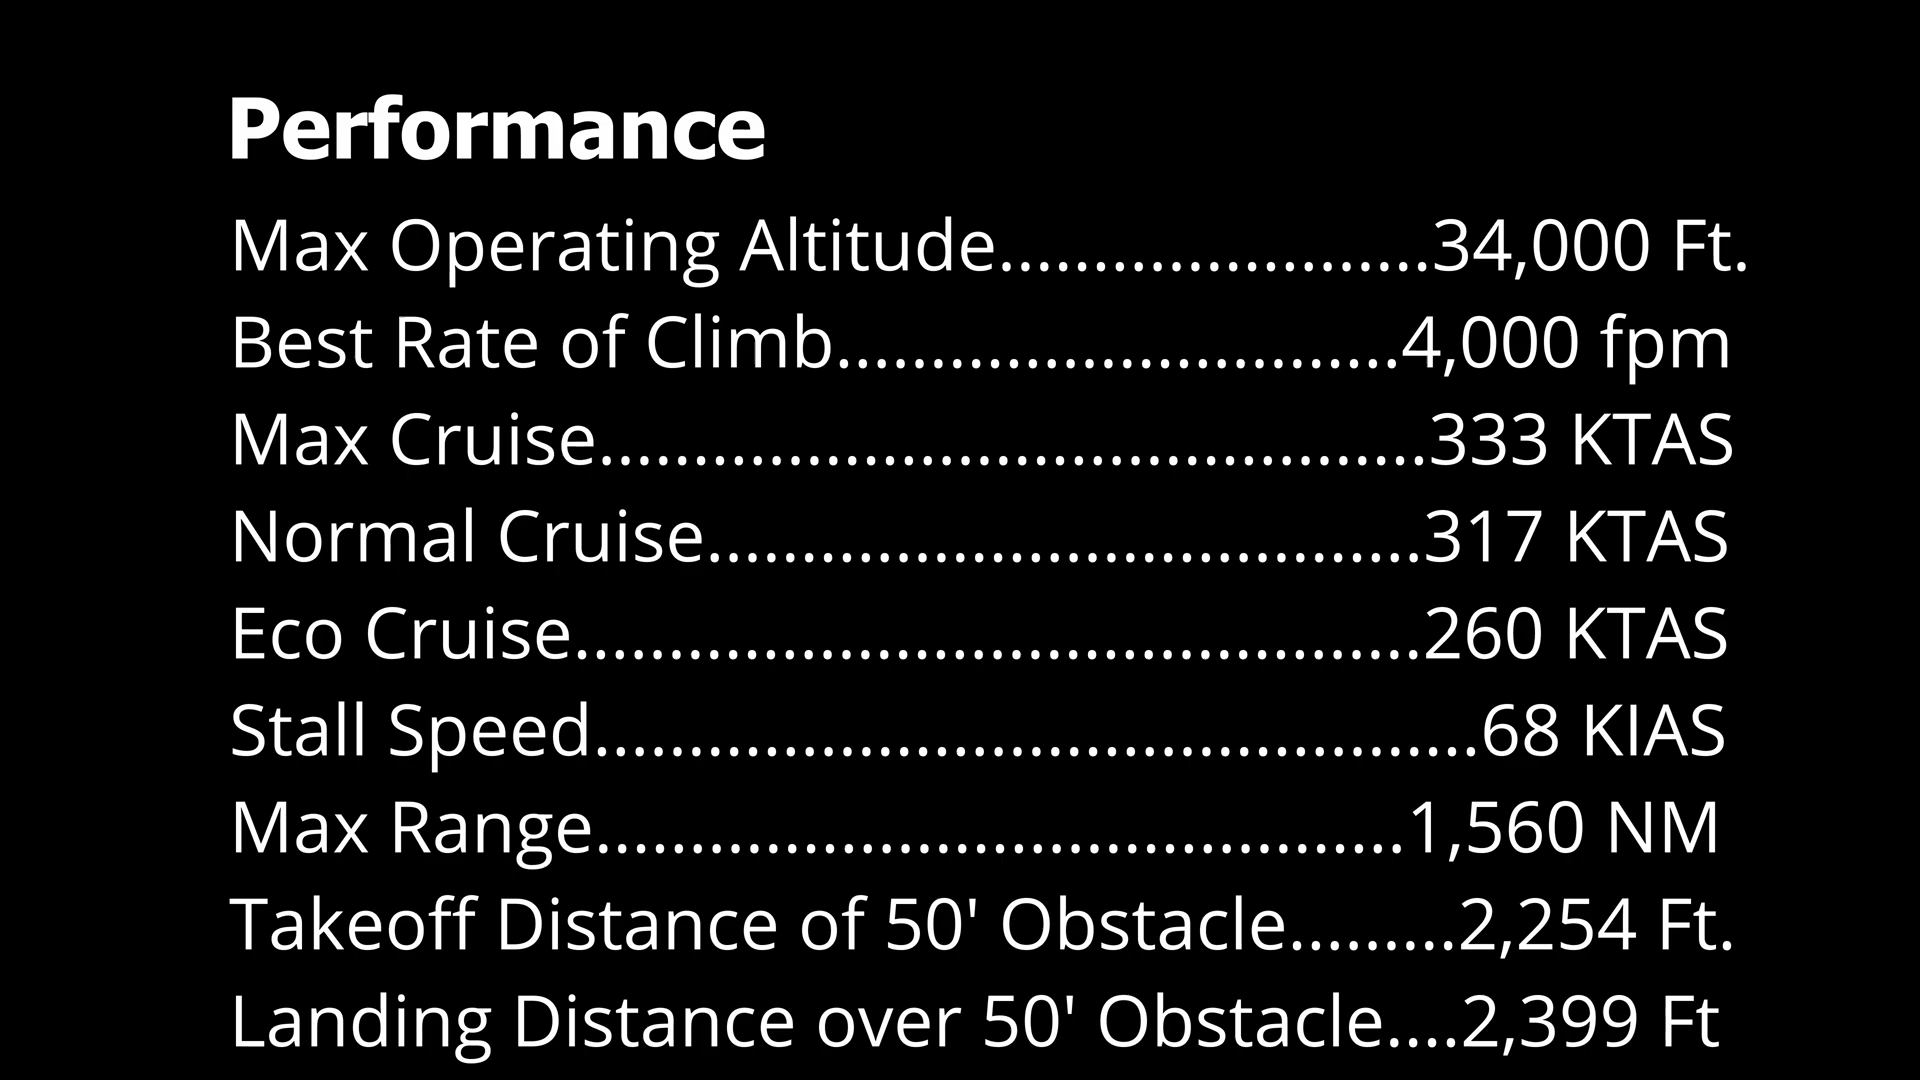 Performance
Max Operating Altitude.......................34,000 Ft.
Best Rate of Climb..............................4,000 fpm
Max Cruise............................................333 KTAS
Normal Cruise......................................317 KTAS
Eco Cruise.............................................260 KTAS
Stall Speed...............................................68 KIAS
Max Range...........................................1,560 NM
Takeoff Distance of 50' Obstacle.........2,254 Ft.
Landing Distance over 50' Obstacle....2,399 Ft